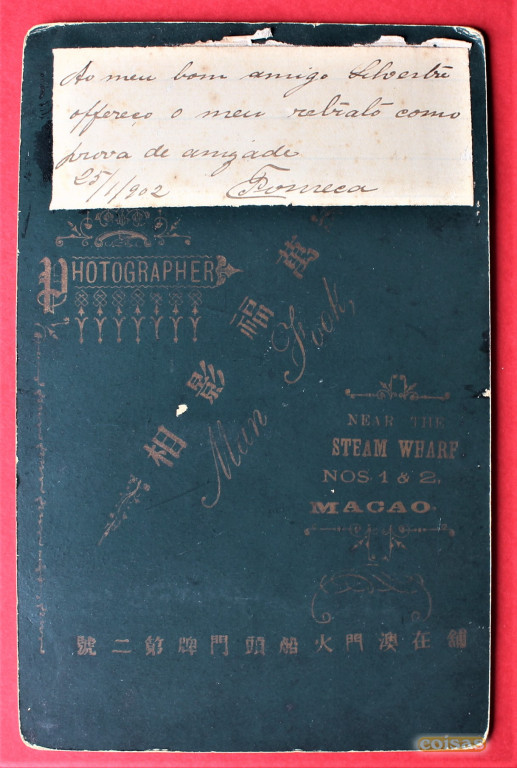 Ao meu bom amigo Silvestre
offereco o meu retrato como
prova de amizade
25/1/902 Fonseca
PHOTOGRAPHER
萬福影相
Man Fook,
NEAR THE
STEAM WHARF
NOS. 1 & 2,
MACAO.
舖在澳門火船頭門牌第二號
coisas